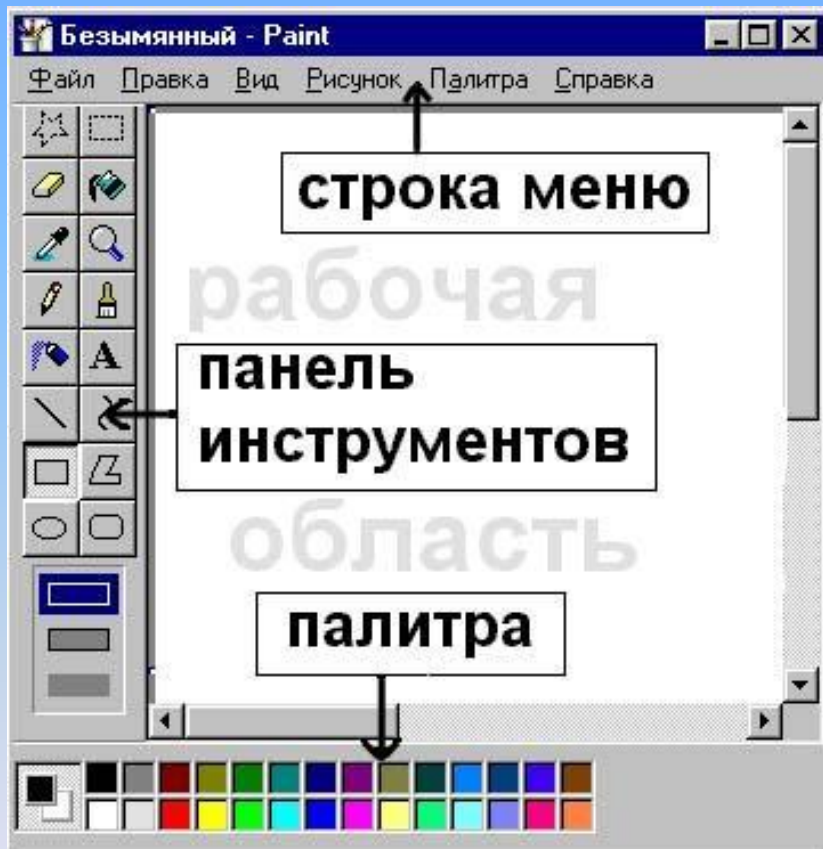 Безымянный - Paint
Файл Правка Вид Рисунок Палитра Справка
строка меню
рабочая
A
панель
инструментов
область
палитра